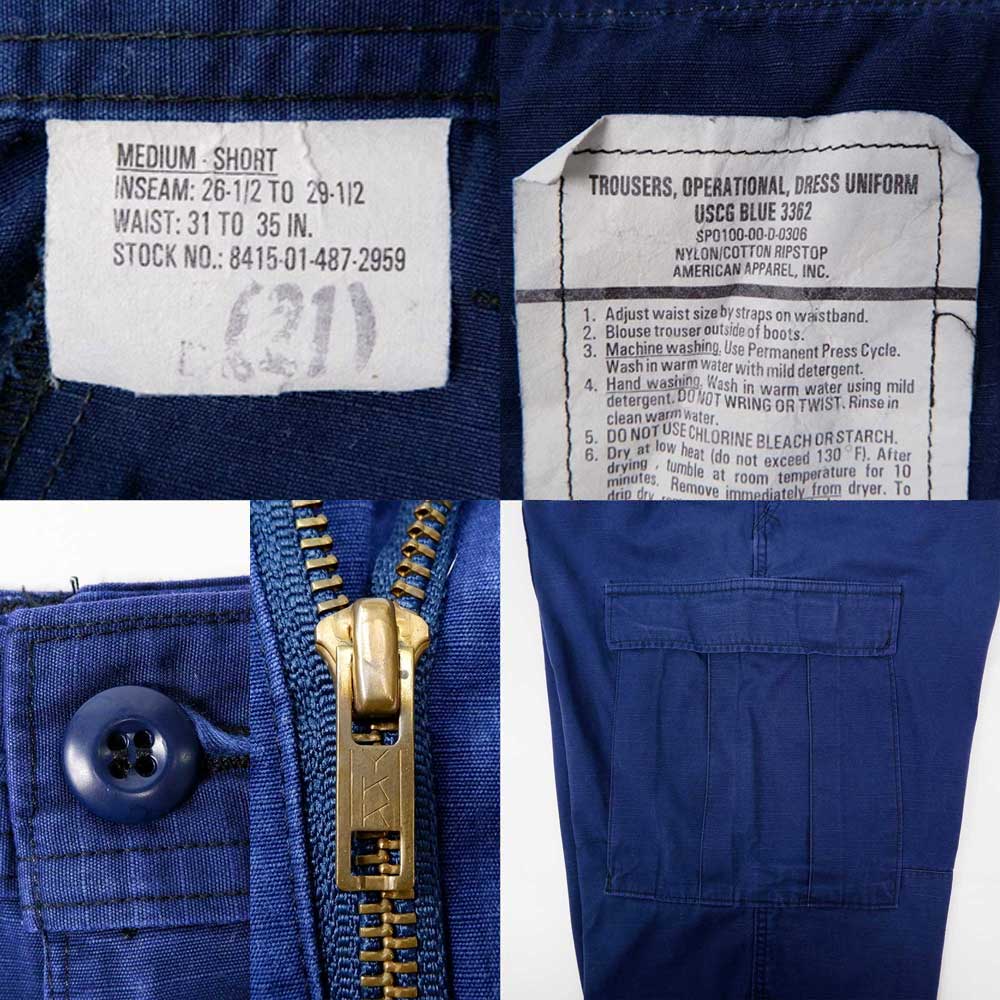 MEDIUM - SHORT
INSEAM: 26-1/2 TO 29-1/2
WAIST: 31 TO 35 IN.
STOCK NO.: 8415-01-487-2959
TROUSERS, OPERATIONAL, DRESS UNIFORM
USCG BLUE 3362
SPO100-00-D-0306
NYLON/COTTON RIPSTOP
AMERICAN APPAREL, INC.
1. Adjust waist size by straps on waistband.
2. Blouse trouser outside of boots.
3. Machine washing. Use Permanent Press Cycle.
Wash in warm water with mild detergent.
4. Hand washing. Wash in warm water using mild
detergent. DO NOT WRING OR TWIST. Rinse in
clean warm water.
5. DO NOT USE CHLORINE BLEACH OR STARCH.
6. Dry at low heat (do not exceed 130°F). After
drying, tumble at room temperature for 10
minutes. Remove immediately from dryer. To
drip dry